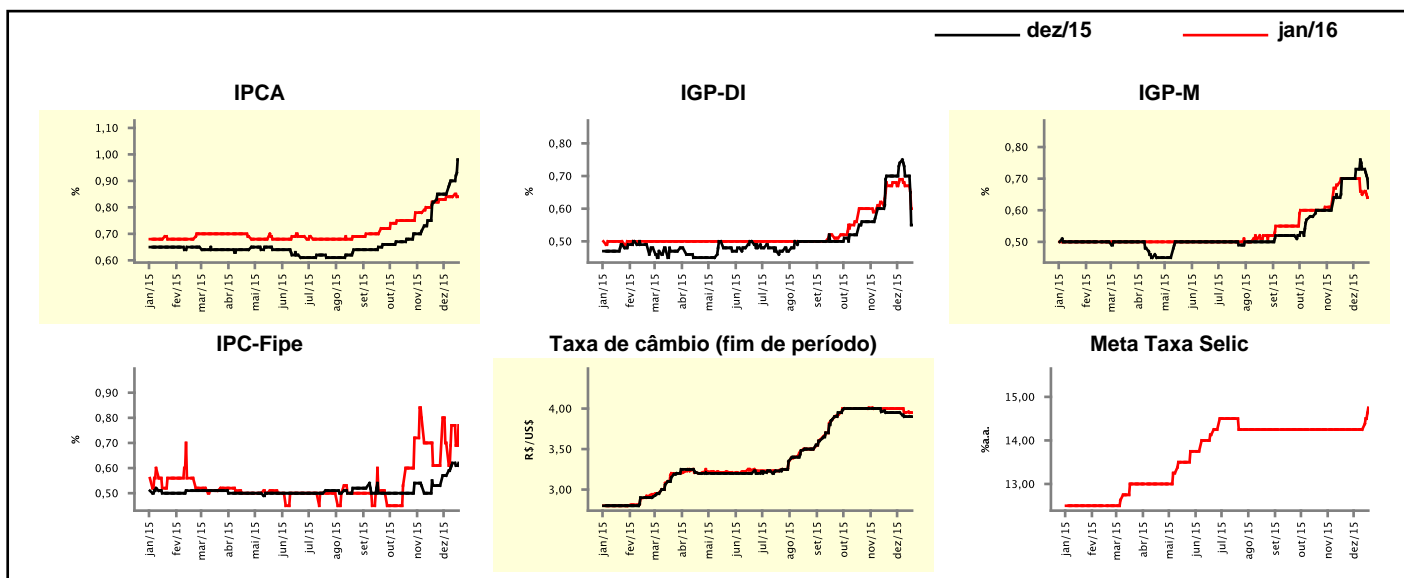 dez/15 jan/16
IPCA IGP-DI IGP-M
1,10
1,00
0,90
0,80
0,70
0,60
%
jan/15 fev/15 mar/15 abr/15 mai/15 jun/15 jul/15 ago/15 set/15 out/15 nov/15 dez/15
0,80
0,70
0,60
0,50
%
jan/15 fev/15 mar/15 abr/15 mai/15 jun/15 jul/15 ago/15 set/15 out/15 nov/15 dez/15
0,80
0,70
0,60
0,50
%
jan/15 fev/15 mar/15 abr/15 mai/15 jun/15 jul/15 ago/15 set/15 out/15 nov/15 dez/15
IPC-Fipe Taxa de câmbio (fim de período) Meta Taxa Selic
0,90
0,80
0,70
0,60
0,50
%
jan/15 fev/15 mar/15 abr/15 mai/15 jun/15 jul/15 ago/15 set/15 out/15 nov/15 dez/15
4,00
3,50
3,00
R$/US$
jan/15 fev/15 mar/15 abr/15 mai/15 jun/15 jul/15 ago/15 set/15 out/15 nov/15 dez/15
15,00
14,00
13,00
%a.a.
jan/15 fev/15 mar/15 abr/15 mai/15 jun/15 jul/15 ago/15 set/15 out/15 nov/15 dez/15